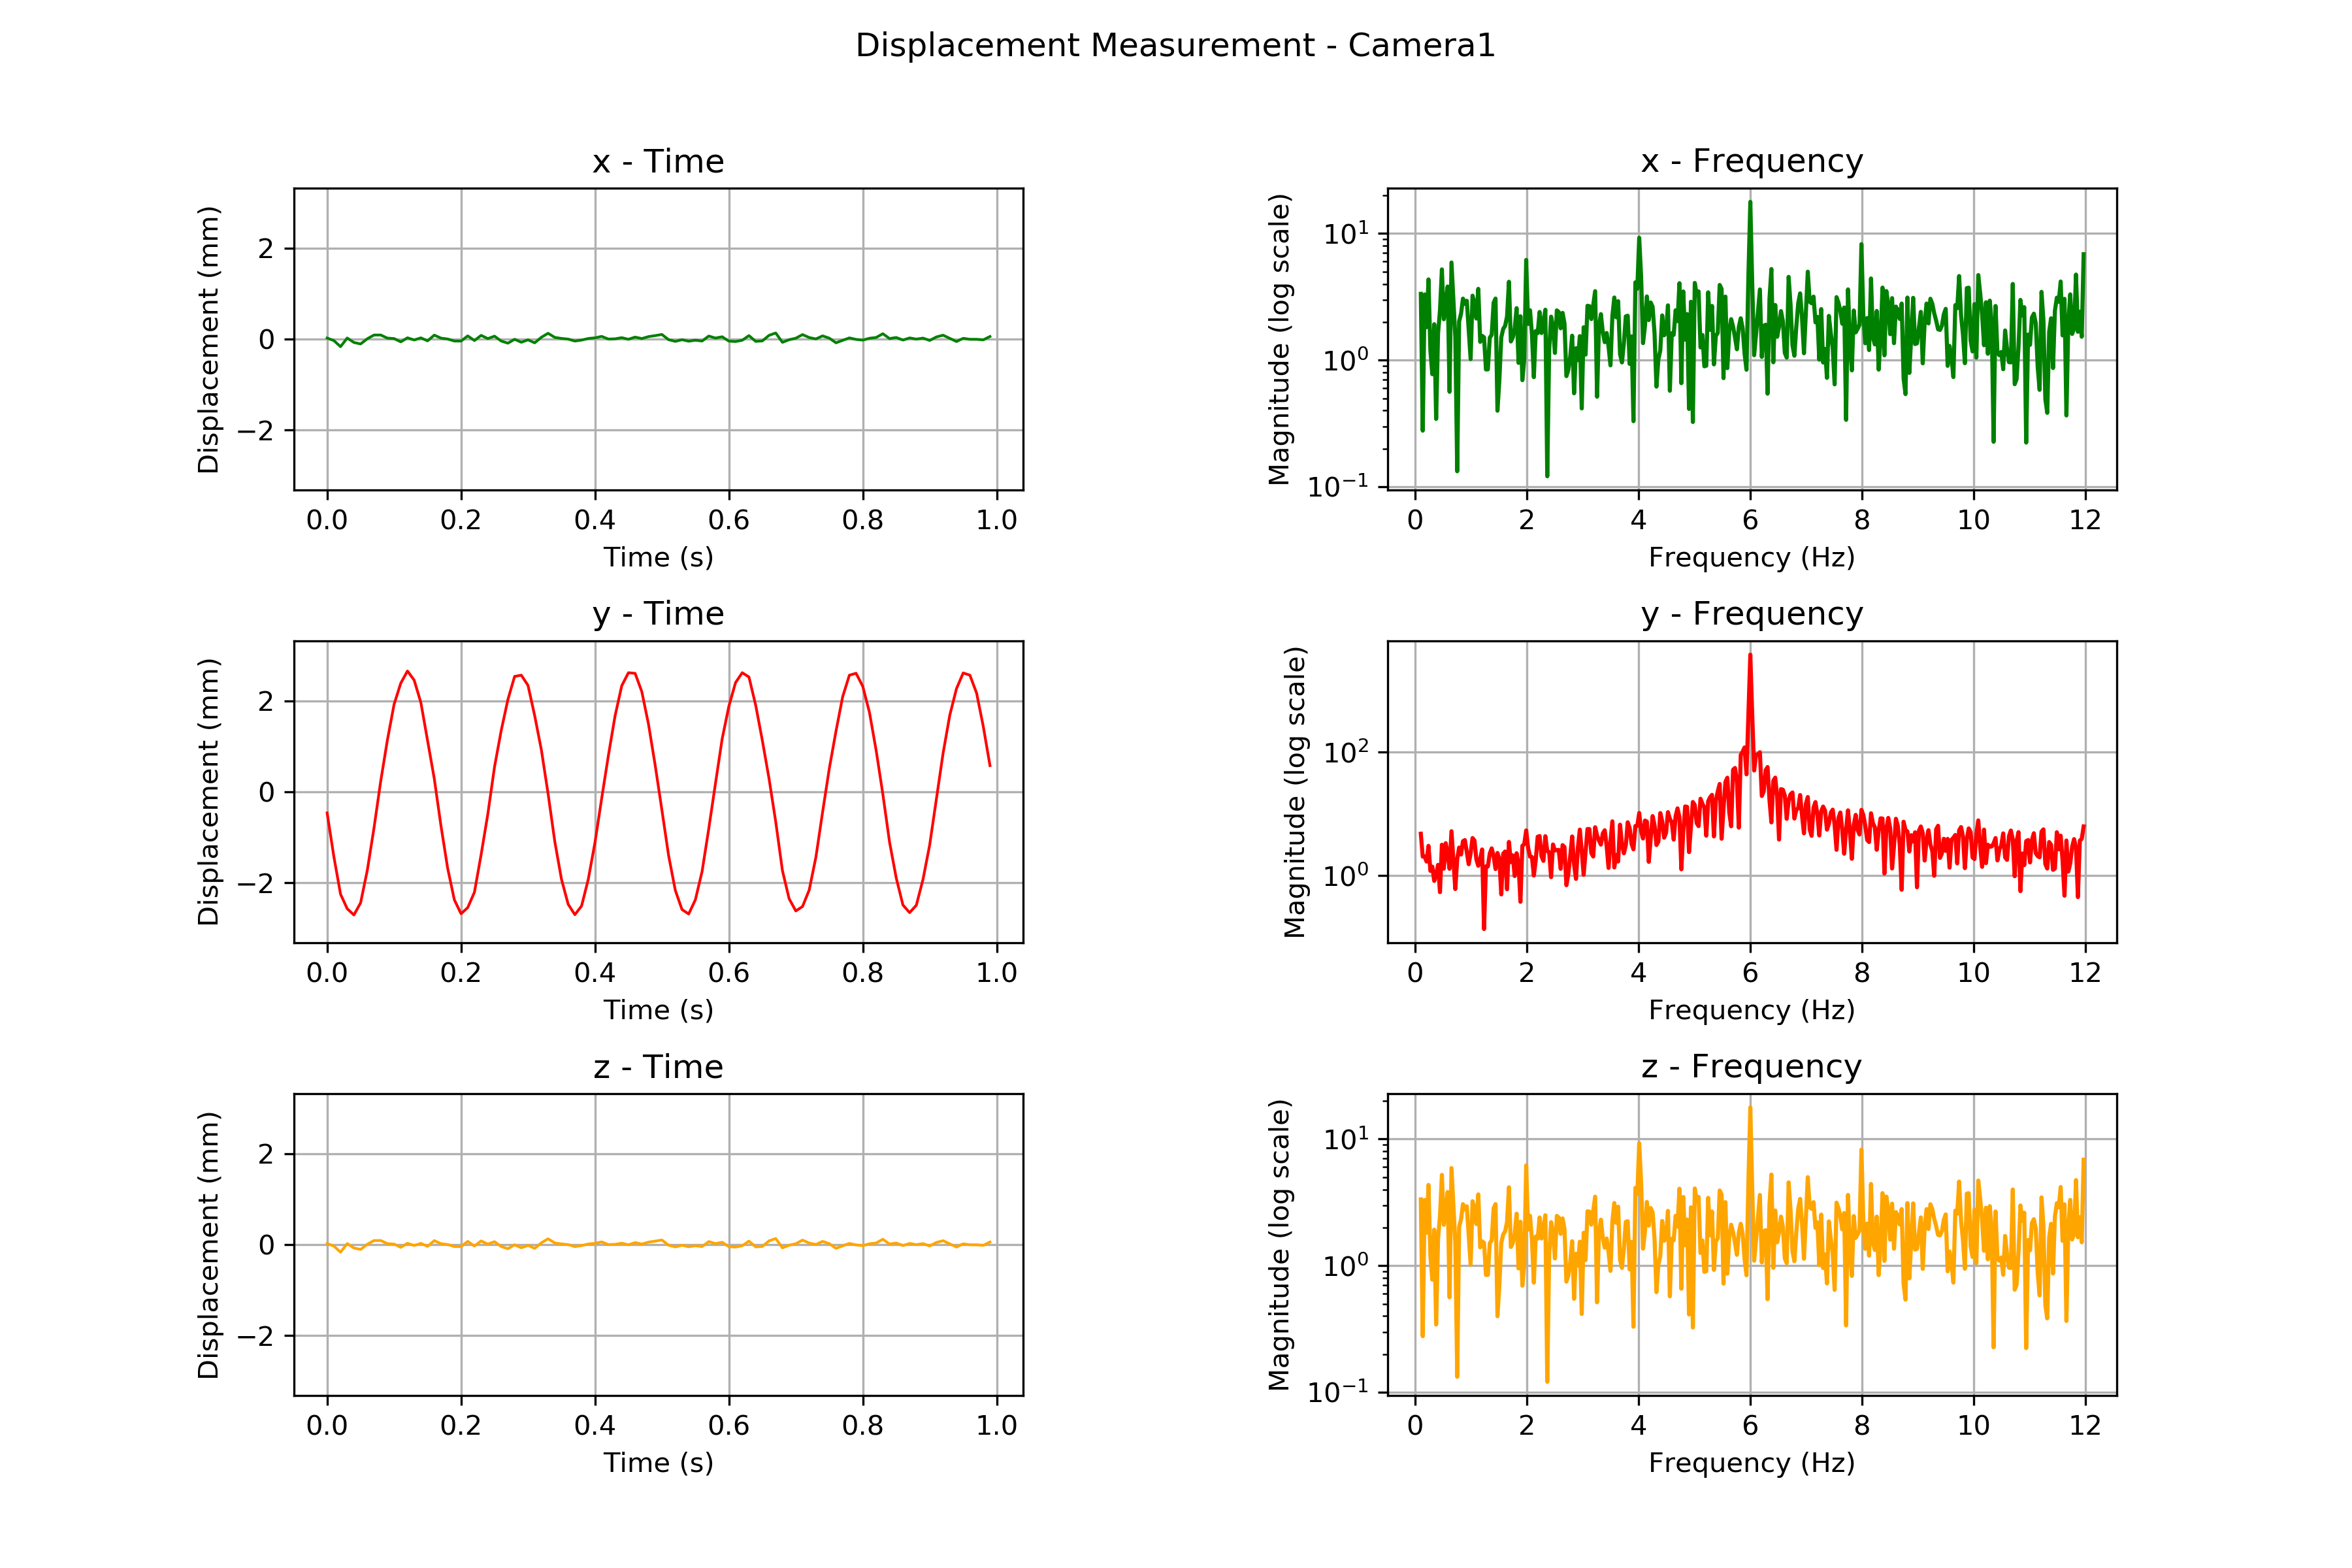 Displacement Measurement - Camera1
x - Time
Displacement (mm)
2
0
−2
0.0 0.2 0.4 0.6 0.8 1.0
Time (s)
x - Frequency
Magnitude (log scale)
10¹
10⁰
10⁻¹
0 2 4 6 8 10 12
Frequency (Hz)
y - Time
Displacement (mm)
2
0
−2
0.0 0.2 0.4 0.6 0.8 1.0
Time (s)
y - Frequency
Magnitude (log scale)
10²
10⁰
0 2 4 6 8 10 12
Frequency (Hz)
z - Time
Displacement (mm)
2
0
−2
0.0 0.2 0.4 0.6 0.8 1.0
Time (s)
z - Frequency
Magnitude (log scale)
10¹
10⁰
10⁻¹
0 2 4 6 8 10 12
Frequency (Hz)